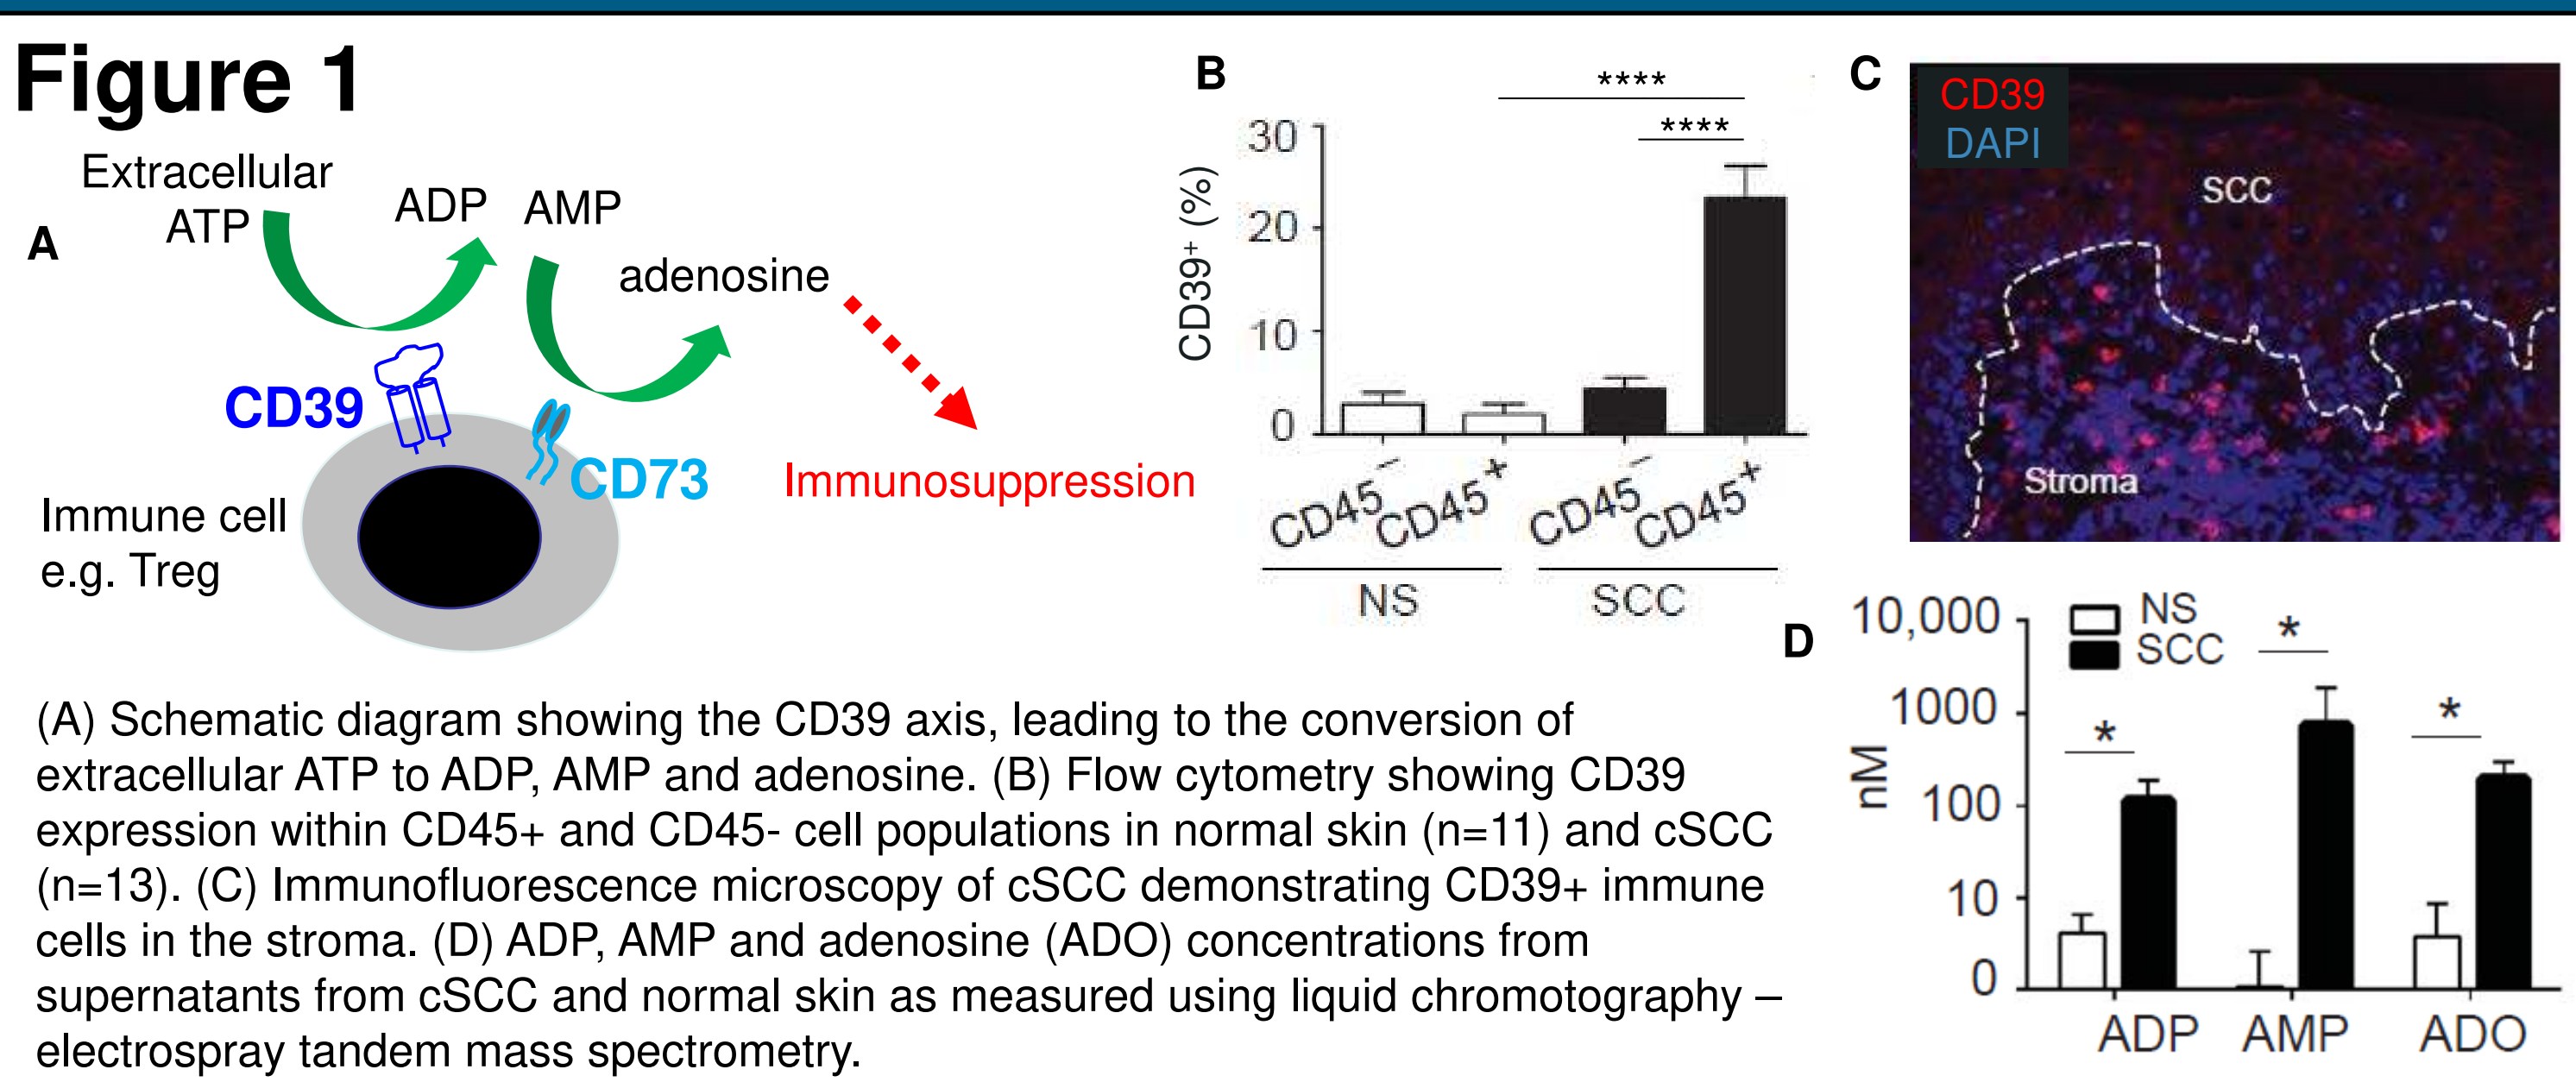 Figure 1
A
Extracellular
ATP
ADP
AMP
adenosine
CD39
CD73
Immunosuppression
Immune cell
e.g. Treg
B
****
****
CD39⁺ (%)
30
20
10
0
CD45⁻
CD45⁺
CD45⁻
CD45⁺
NS
SCC
C
CD39
DAPI
SCC
Stroma
D
NS
SCC
nM
10,000
1000
100
10
0
*
*
*
ADP
AMP
ADO
(A) Schematic diagram showing the CD39 axis, leading to the conversion of
extracellular ATP to ADP, AMP and adenosine. (B) Flow cytometry showing CD39
expression within CD45+ and CD45- cell populations in normal skin (n=11) and cSCC
(n=13). (C) Immunofluorescence microscopy of cSCC demonstrating CD39+ immune
cells in the stroma. (D) ADP, AMP and adenosine (ADO) concentrations from
supernatants from cSCC and normal skin as measured using liquid chromotography –
electrospray tandem mass spectrometry.